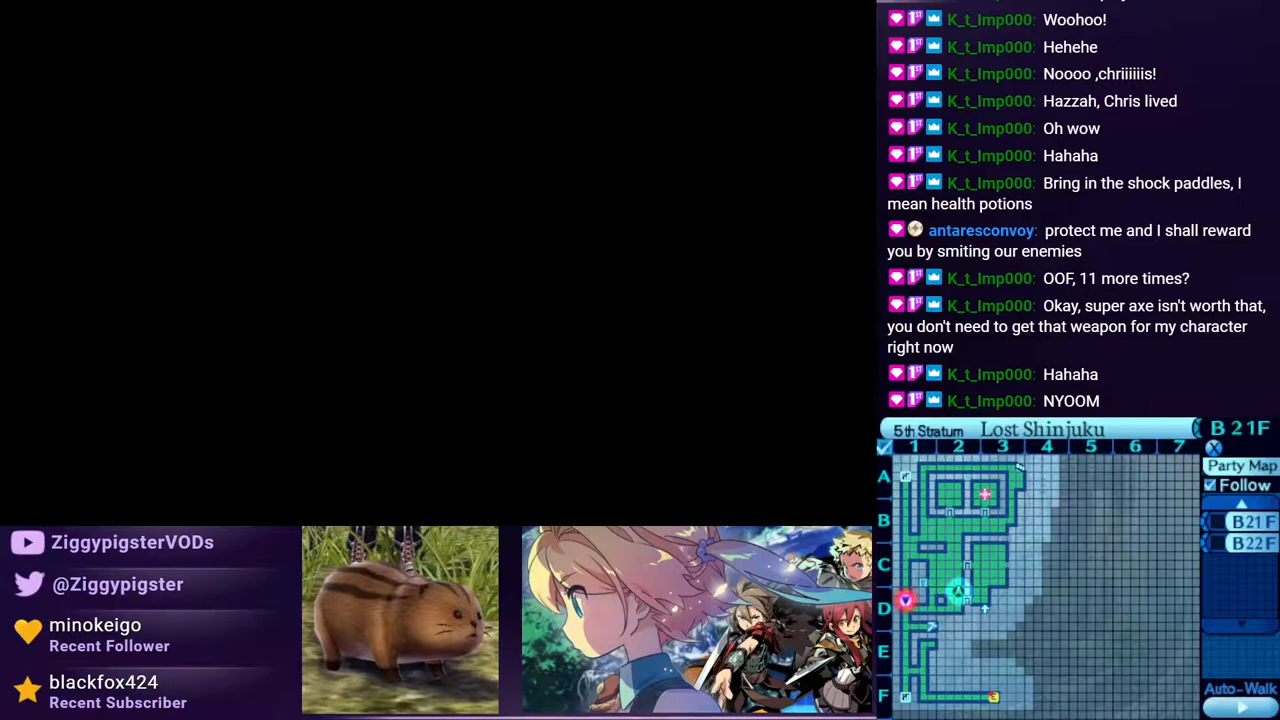 K_t_Imp000: Woohoo!
K_t_Imp000: Hehehe
K_t_Imp000: Noooo ,chriiiiiis!
K_t_Imp000: Hazzah, Chris lived
K_t_Imp000: Oh wow
K_t_Imp000: Hahaha
K_t_Imp000: Bring in the shock paddles, I
mean health potions
antaresconvoy: protect me and I shall reward
you by smiting our enemies
K_t_Imp000: OOF, 11 more times?
K_t_Imp000: Okay, super axe isn't worth that,
you don't need to get that weapon for my character
right now
K_t_Imp000: Hahaha
K_t_Imp000: NYOOM
5th Stratum Lost Shinjuku B 21F
1 2 3 4 5 6 7
X
Party Map
Follow
A
B
C
D
E
F
B21F
B22F
Auto-Walk
ZiggypigsterVODs
@Ziggypigster
minokeigo
Recent Follower
blackfox424
Recent Subscriber